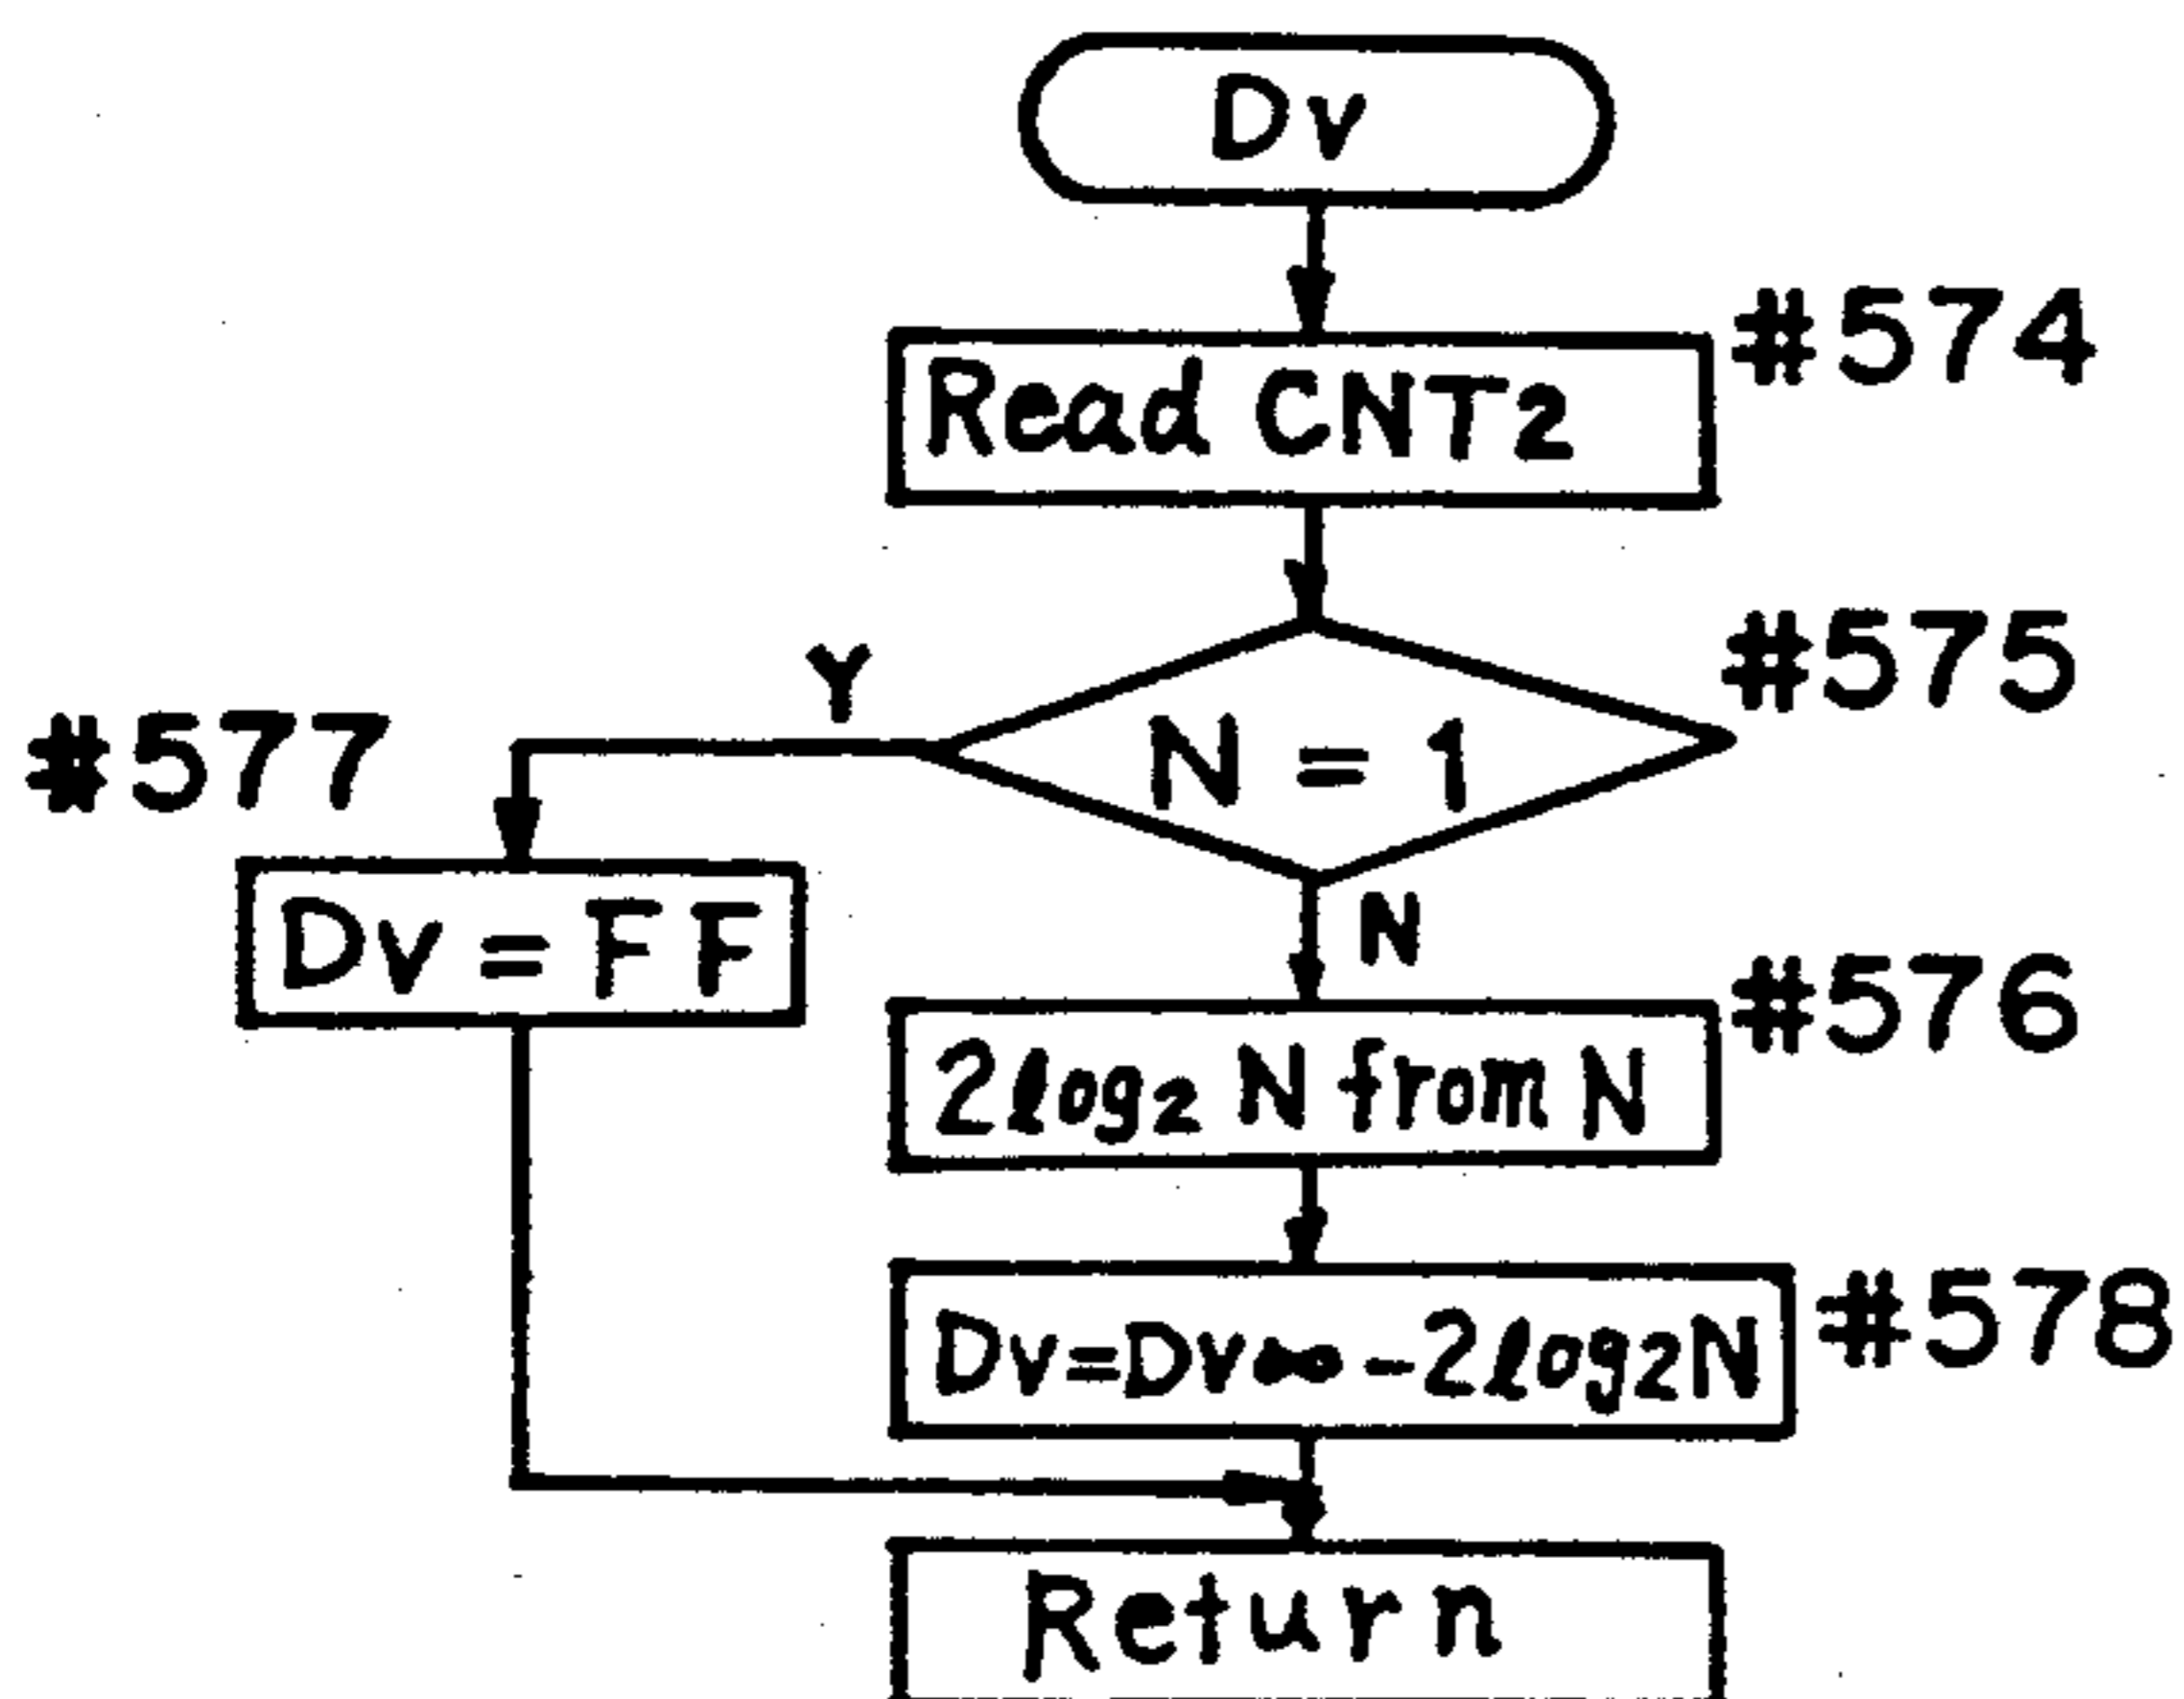 Dv
#574
Read CNT2
#575
Y
N = 1
#577
N
Dv = FF
#576
2log2 N from N
#578
Dv=Dv∞-2log2N
Return